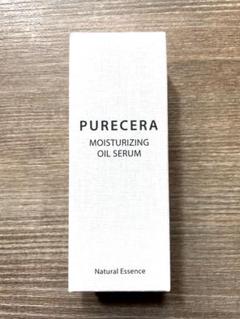 PURECERA
MOISTURIZING
OIL SERUM
Natural Essence